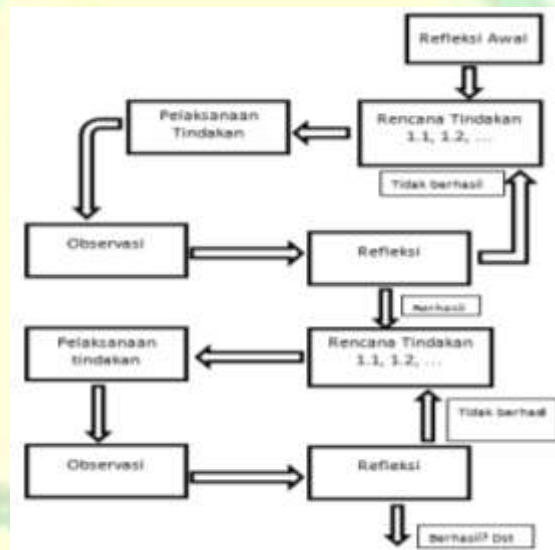 Refleksi Awal
Rencana Tindakan
1.1, 1.2, ...
Pelaksanaan
Tindakan
Tidak berhasil
Observasi
Refleksi
Berhasil
Rencana Tindakan
1.1, 1.2, ...
Pelaksanaan
tindakan
Tidak berhasil
Observasi
Refleksi
Berhasil? Dst